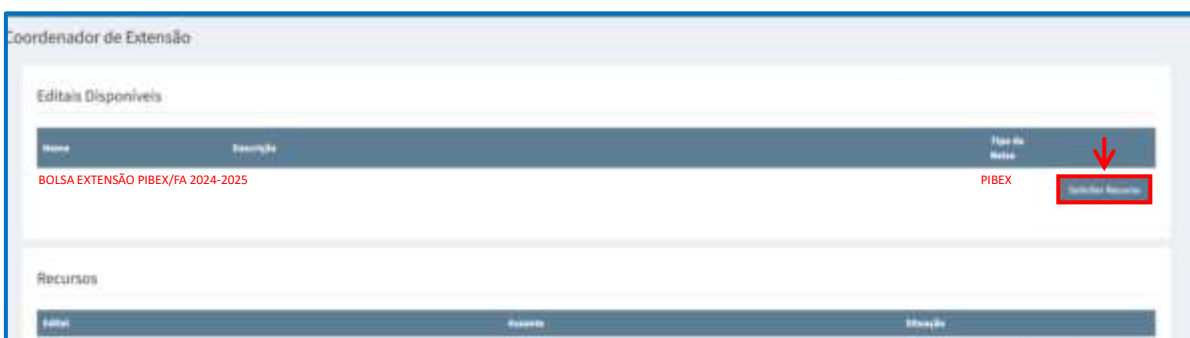 Coordenador de Extensão
Editais Disponíveis
Nome Descrição Tipo da Bolsa
BOLSA EXTENSÃO PIBEX/FA 2024-2025 PIBEX
Solicitar Recurso
Recursos
Edital Assunto Situação